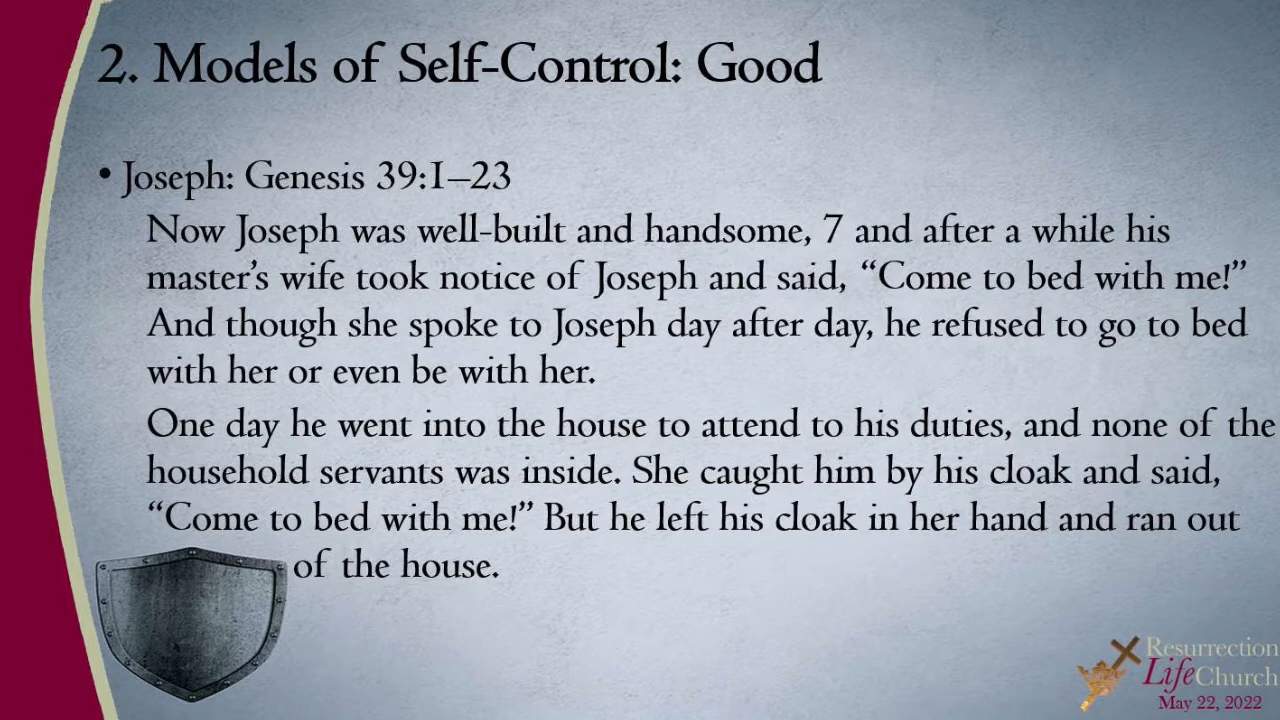 2. Models of Self-Control: Good
• Joseph: Genesis 39:1–23
Now Joseph was well-built and handsome, 7 and after a while his
master’s wife took notice of Joseph and said, “Come to bed with me!”
And though she spoke to Joseph day after day, he refused to go to bed
with her or even be with her.
One day he went into the house to attend to his duties, and none of the
household servants was inside. She caught him by his cloak and said,
“Come to bed with me!” But he left his cloak in her hand and ran out
of the house.
Resurrection
LifeChurch
May 22, 2022